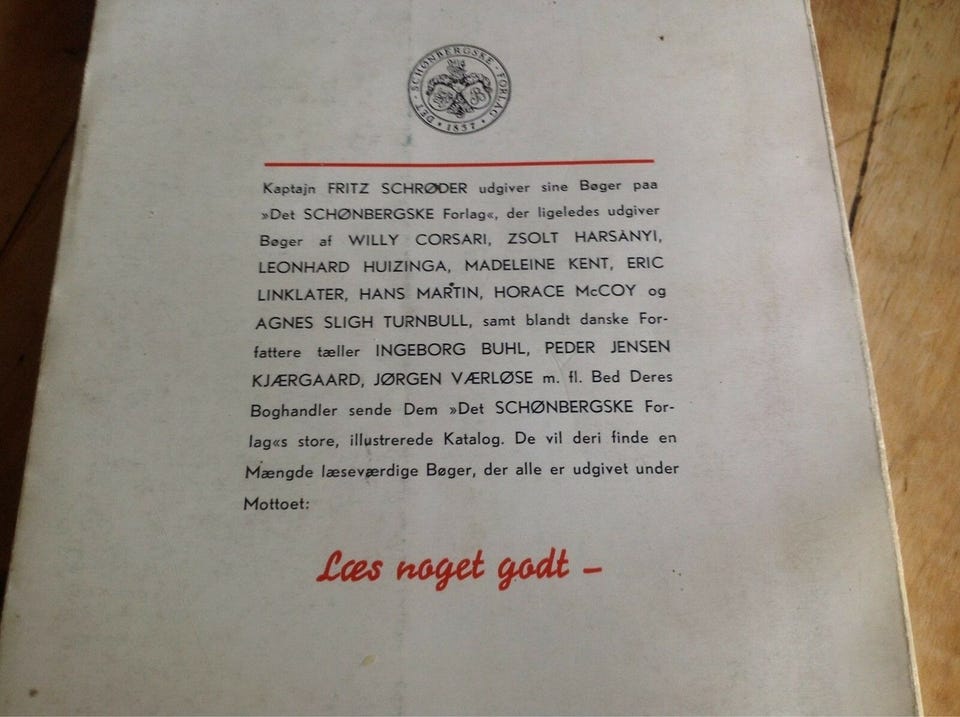 DET · SCHØNBERGSKE · FORLAG
· 1857 ·
Kaptajn FRITZ SCHRØDER udgiver sine Bøger paa
»Det SCHØNBERGSKE Forlag«, der ligeledes udgiver
Bøger af WILLY CORSARI, ZSOLT HARSÀNYI,
LEONHARD HUIZINGA, MADELEINE KENT, ERIC
LINKLATER, HANS MARTIN, HORACE McCOY og
AGNES SLIGH TURNBULL, samt blandt danske For-
fattere tæller INGEBORG BUHL, PEDER JENSEN
KJÆRGAARD, JØRGEN VÆRLØSE m. fl. Bed Deres
Boghandler sende Dem »Det SCHØNBERGSKE For-
lag«s store, illustrerede Katalog. De vil deri finde en
Mængde læseværdige Bøger, der alle er udgivet under
Mottoet:
Læs noget godt –